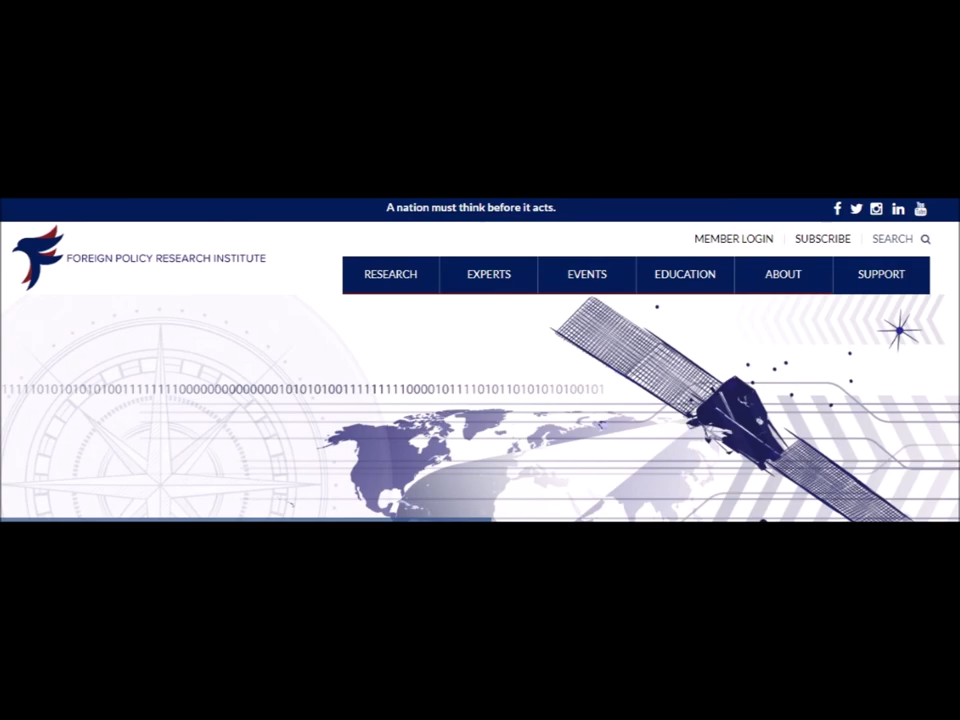 A nation must think before it acts.
MEMBER LOGIN SUBSCRIBE SEARCH
FOREIGN POLICY RESEARCH INSTITUTE
RESEARCH EXPERTS EVENTS EDUCATION ABOUT SUPPORT